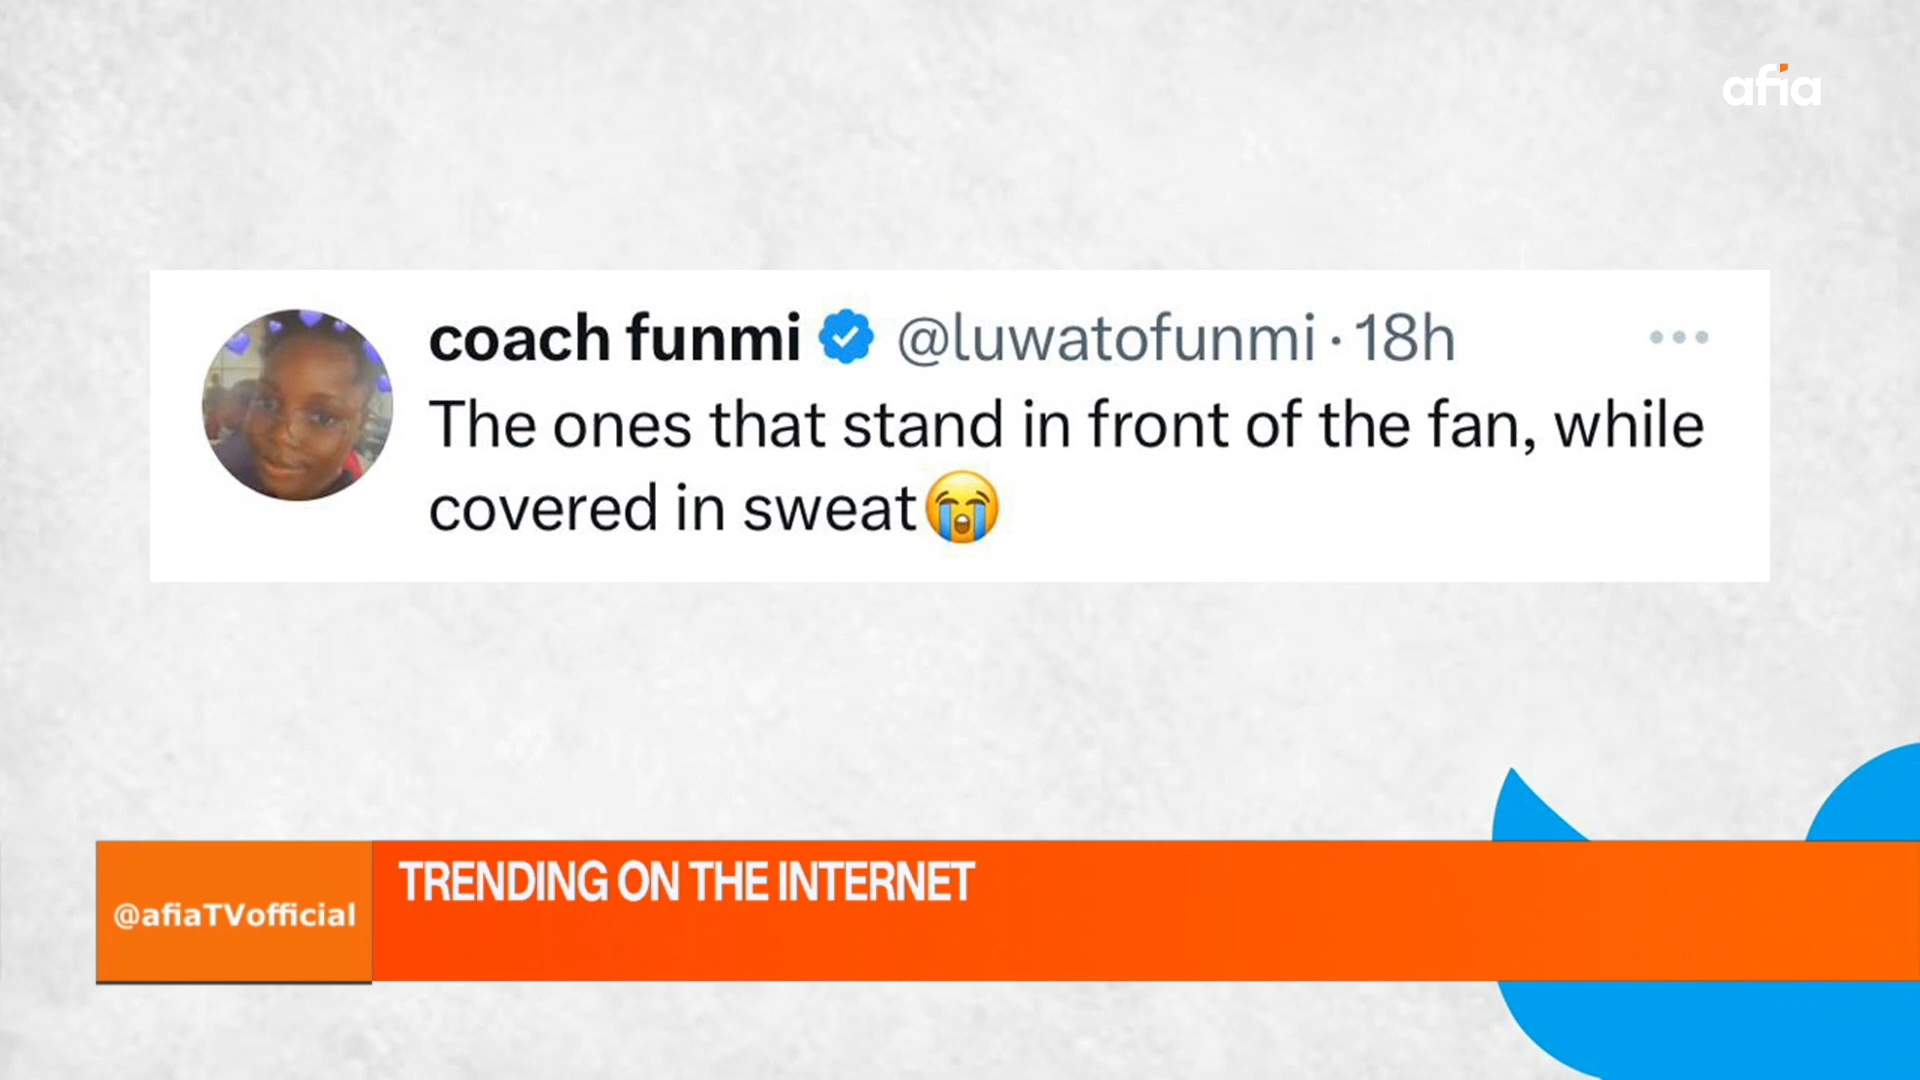 afia
coach funmi @luwatofunmi · 18h
The ones that stand in front of the fan, while
covered in sweat😭
TRENDING ON THE INTERNET
@afiaTVofficial